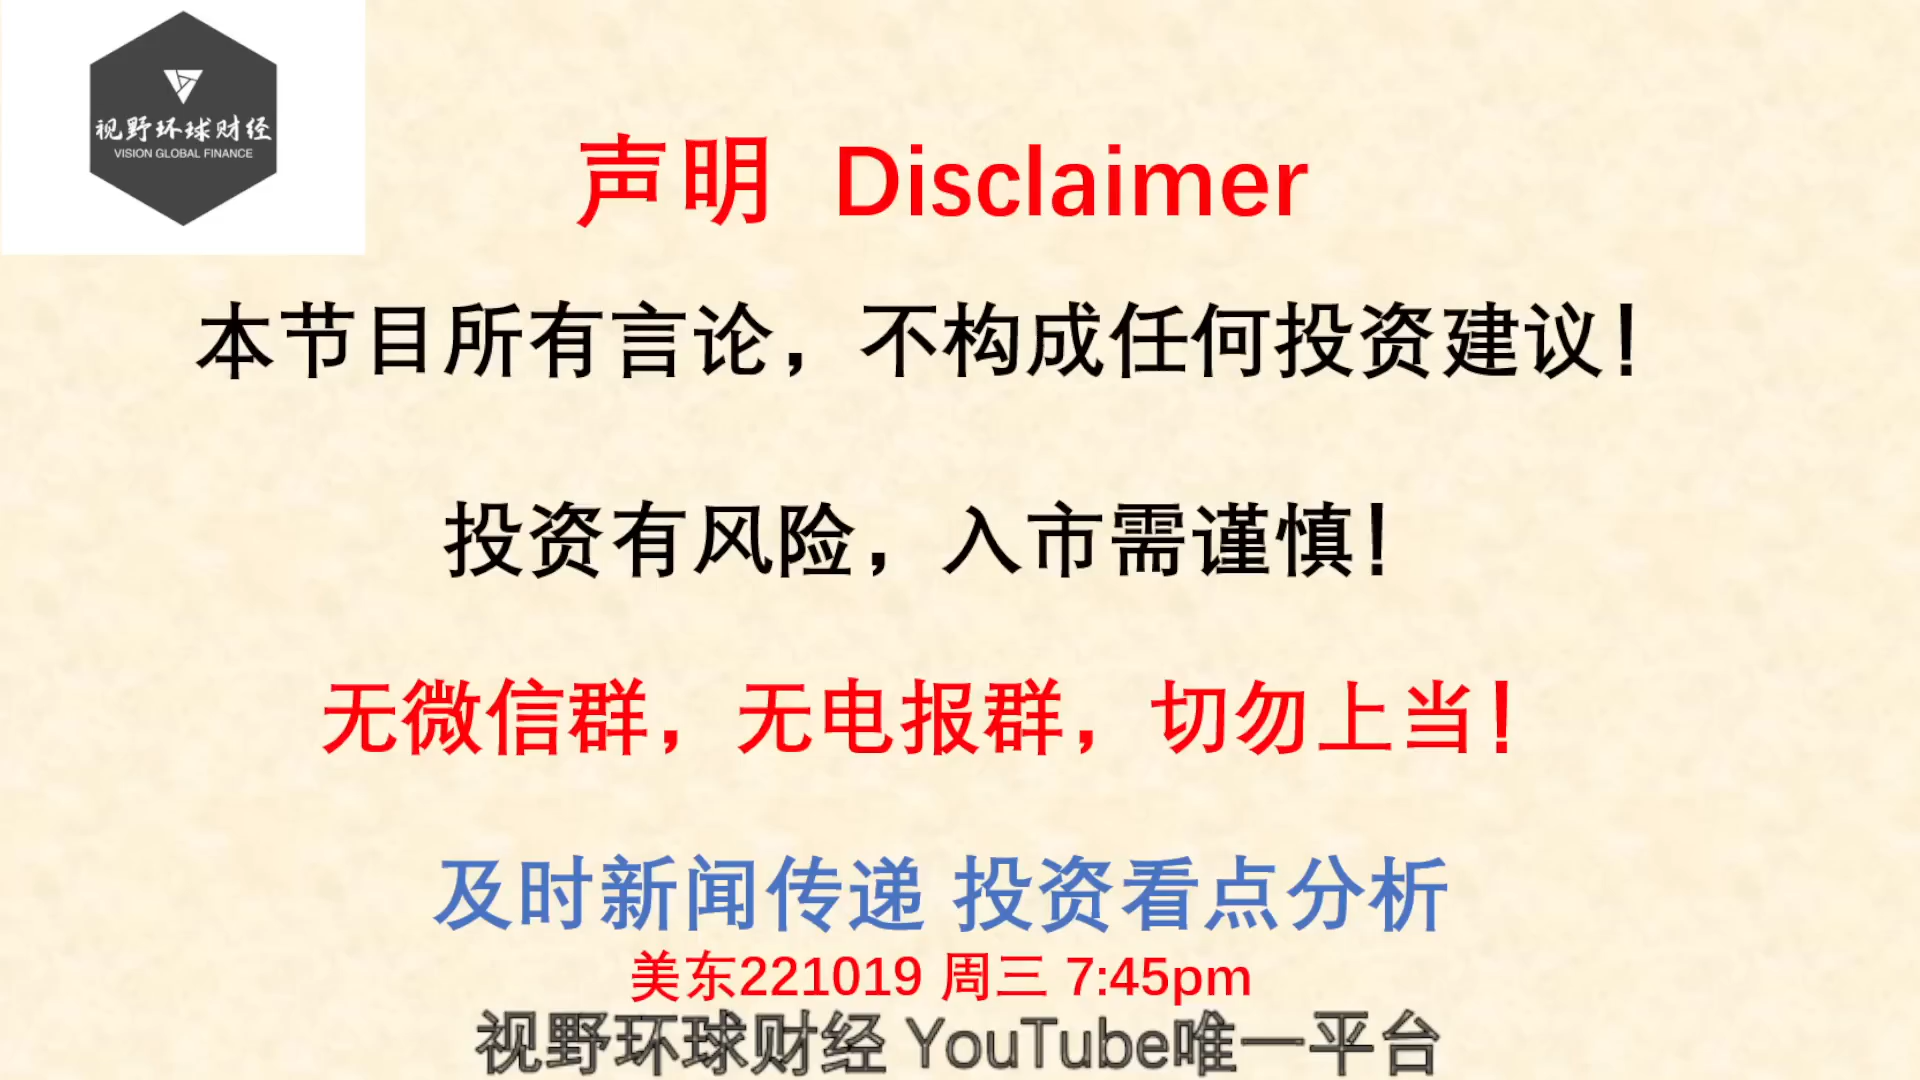 视野环球财经
VISION GLOBAL FINANCE
声明 Disclaimer
本节目所有言论，不构成任何投资建议！
投资有风险，入市需谨慎！
无微信群，无电报群，切勿上当！
及时新闻传递 投资看点分析
美东221019 周三 7:45pm
视野环球财经 YouTube唯一平台